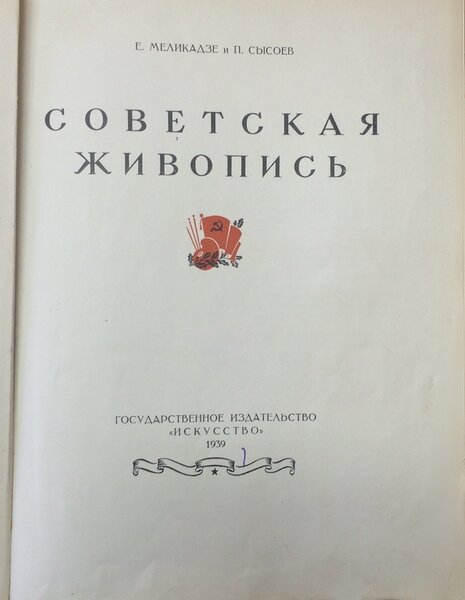 Е. МЕЛИКАДЗЕ и П. СЫСОЕВ
СОВЕТСКАЯ
ЖИВОПИСЬ
ГОСУДАРСТВЕННОЕ ИЗДАТЕЛЬСТВО
«ИСКУССТВО»
1939